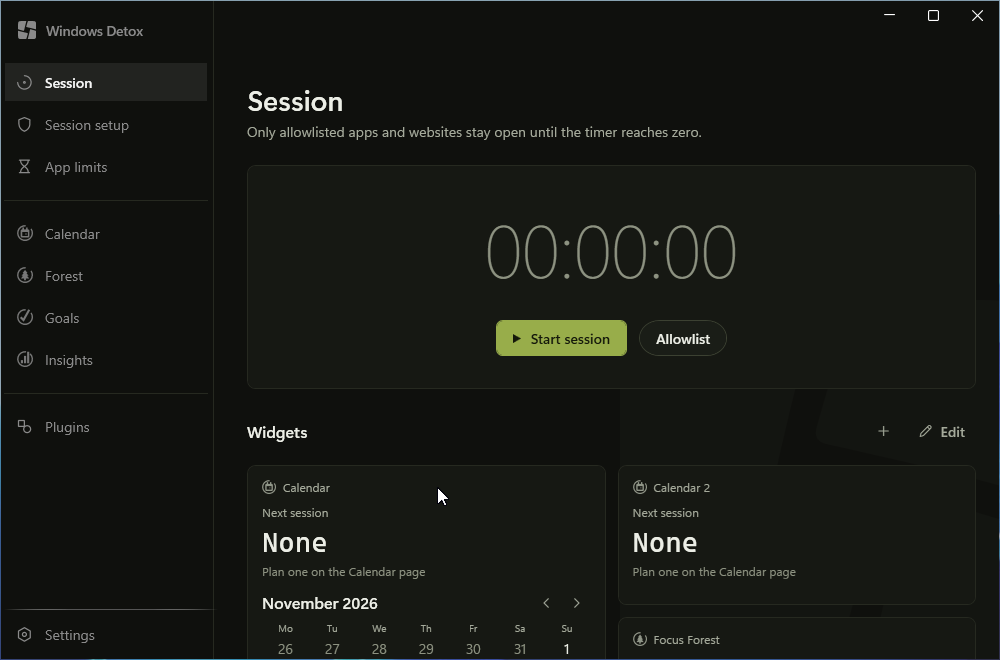 Windows Detox
Session
Session setup
App limits
Calendar
Forest
Goals
Insights
Plugins
Settings
Session
Only allowlisted apps and websites stay open until the timer reaches zero.
00:00:00
Start session
Allowlist
Widgets
Edit
Calendar
Next session
None
Plan one on the Calendar page
November 2026
Mo Tu We Th Fr Sa Su
26 27 28 29 30 31 1
Calendar 2
Next session
None
Plan one on the Calendar page
Focus Forest